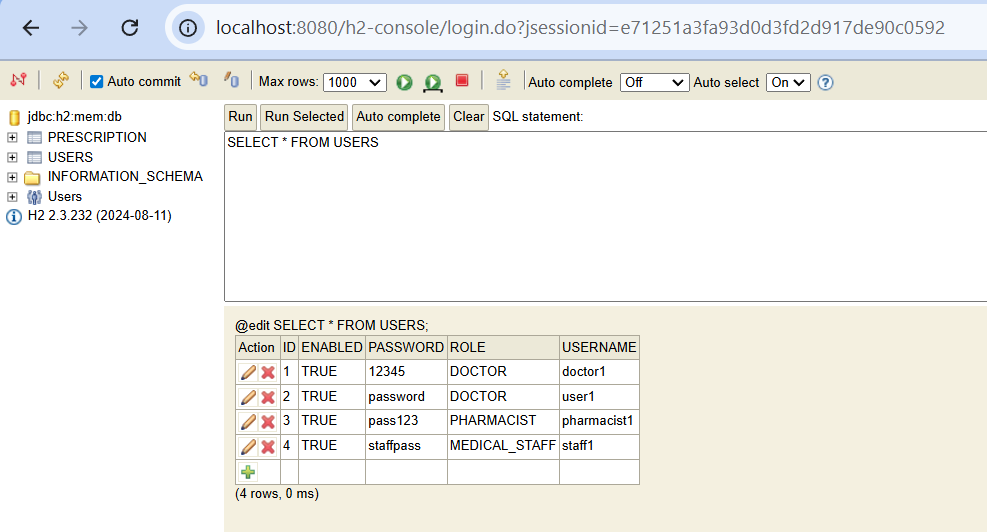 localhost:8080/h2-console/login.do?jsessionid=e71251a3fa93d0d3fd2d917de90c0592
Auto commit Max rows: 1000 Auto complete Off Auto select On ?
jdbc:h2:mem:db
PRESCRIPTION
USERS
INFORMATION_SCHEMA
Users
H2 2.3.232 (2024-08-11)
Run Run Selected Auto complete Clear SQL statement:
SELECT * FROM USERS
@edit SELECT * FROM USERS;
Action ID ENABLED PASSWORD ROLE USERNAME
1 TRUE 12345 DOCTOR doctor1
2 TRUE password DOCTOR user1
3 TRUE pass123 PHARMACIST pharmacist1
4 TRUE staffpass MEDICAL_STAFF staff1
(4 rows, 0 ms)